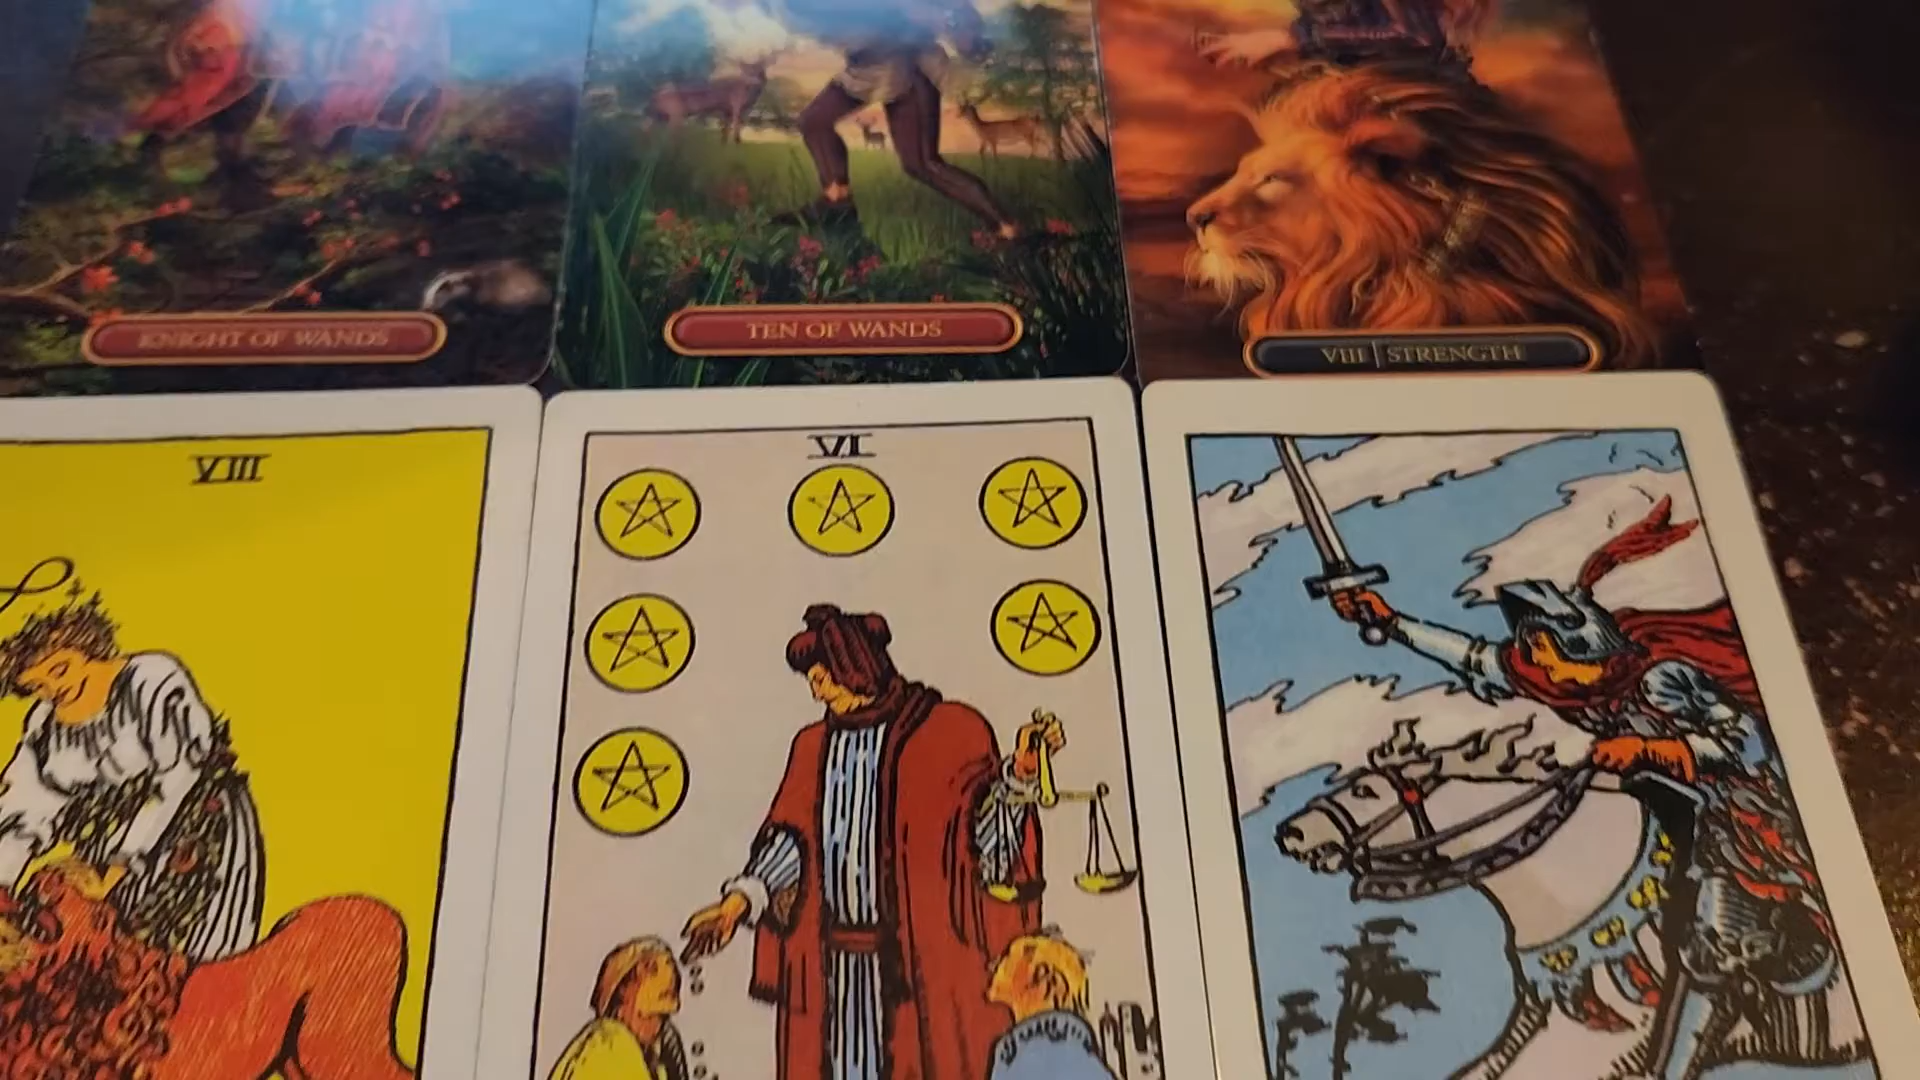 KNIGHT OF WANDS
TEN OF WANDS
VIII | STRENGTH
VIII
VI